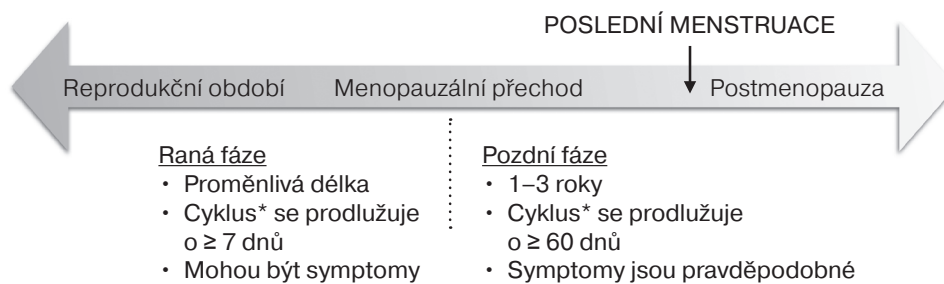 POSLEDNÍ MENSTRUACE
Reprodukční období
Menopauzální přechod
Postmenopauza
Raná fáze
• Proměnlivá délka
• Cyklus* se prodlužuje
o ≥ 7 dnů
• Mohou být symptomy
Pozdní fáze
• 1–3 roky
• Cyklus* se prodlužuje
o ≥ 60 dnů
• Symptomy jsou pravděpodobné